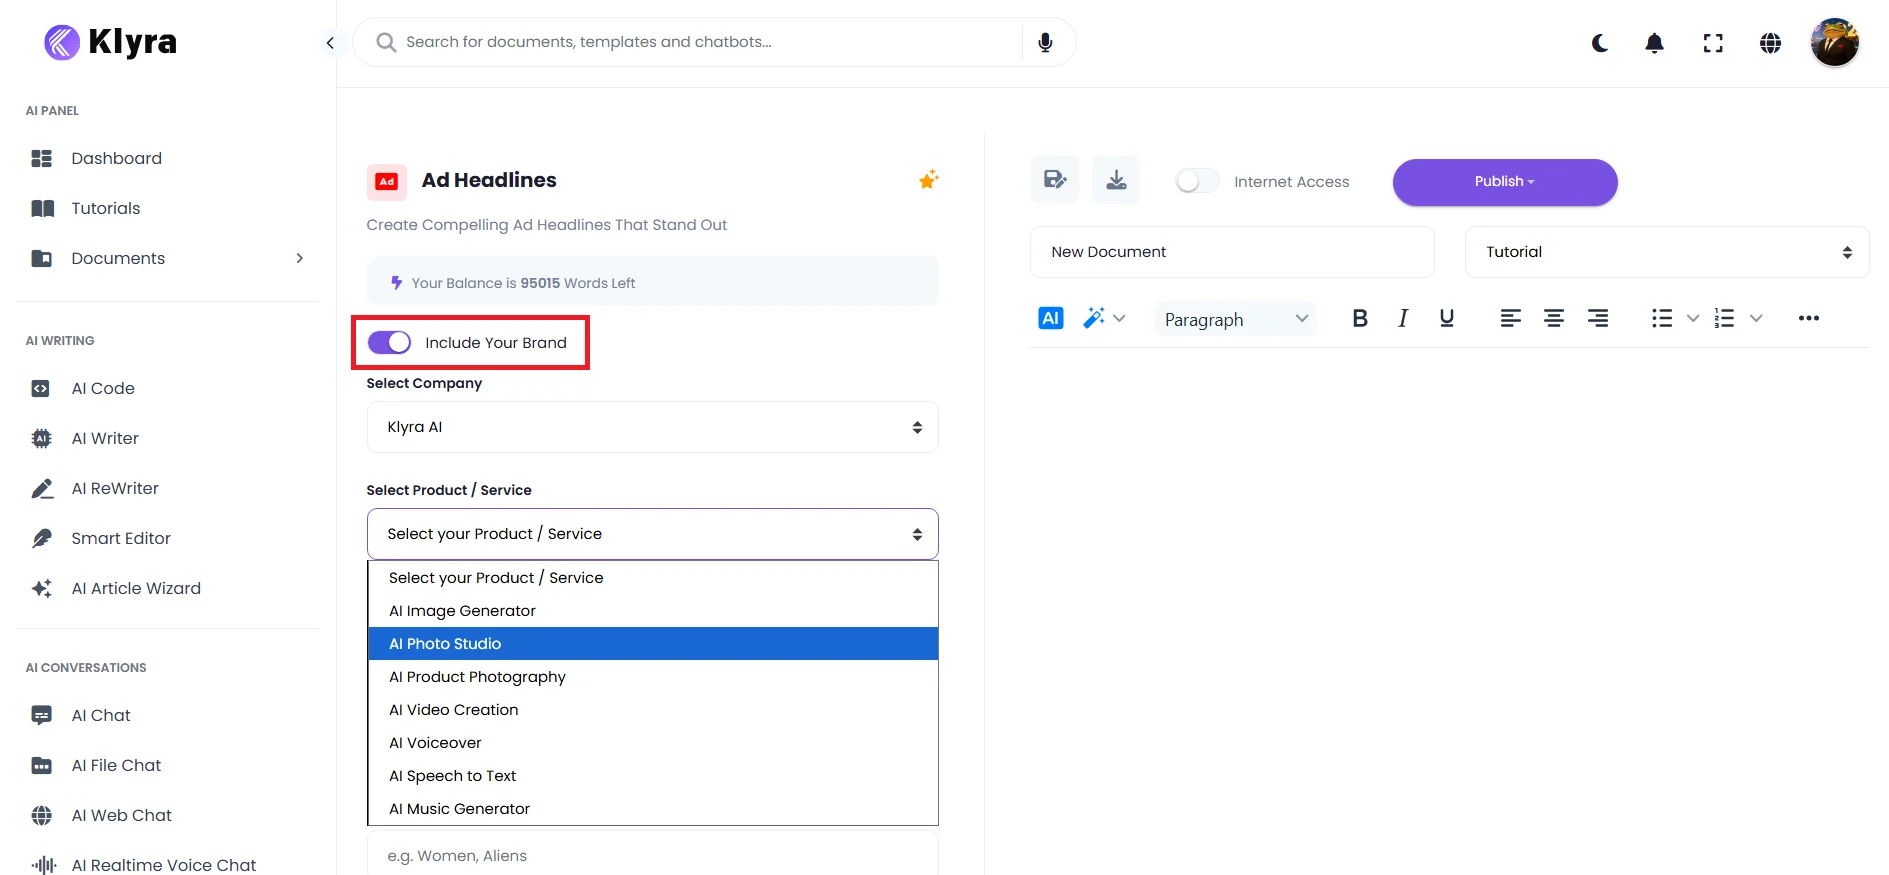 Klyra
Search for documents, templates and chatbots...
AI PANEL
Dashboard
Tutorials
Documents
AI WRITING
AI Code
AI Writer
AI ReWriter
Smart Editor
AI Article Wizard
AI CONVERSATIONS
AI Chat
AI File Chat
AI Web Chat
AI Realtime Voice Chat
Ad
Ad Headlines
Create Compelling Ad Headlines That Stand Out
Your Balance is 95015 Words Left
Include Your Brand
Select Company
Klyra AI
Select Product / Service
Select your Product / Service
Select your Product / Service
AI Image Generator
AI Photo Studio
AI Product Photography
AI Video Creation
AI Voiceover
AI Speech to Text
AI Music Generator
e.g. Women, Aliens
Internet Access
Publish
New Document
Tutorial
AI
Paragraph
B I U